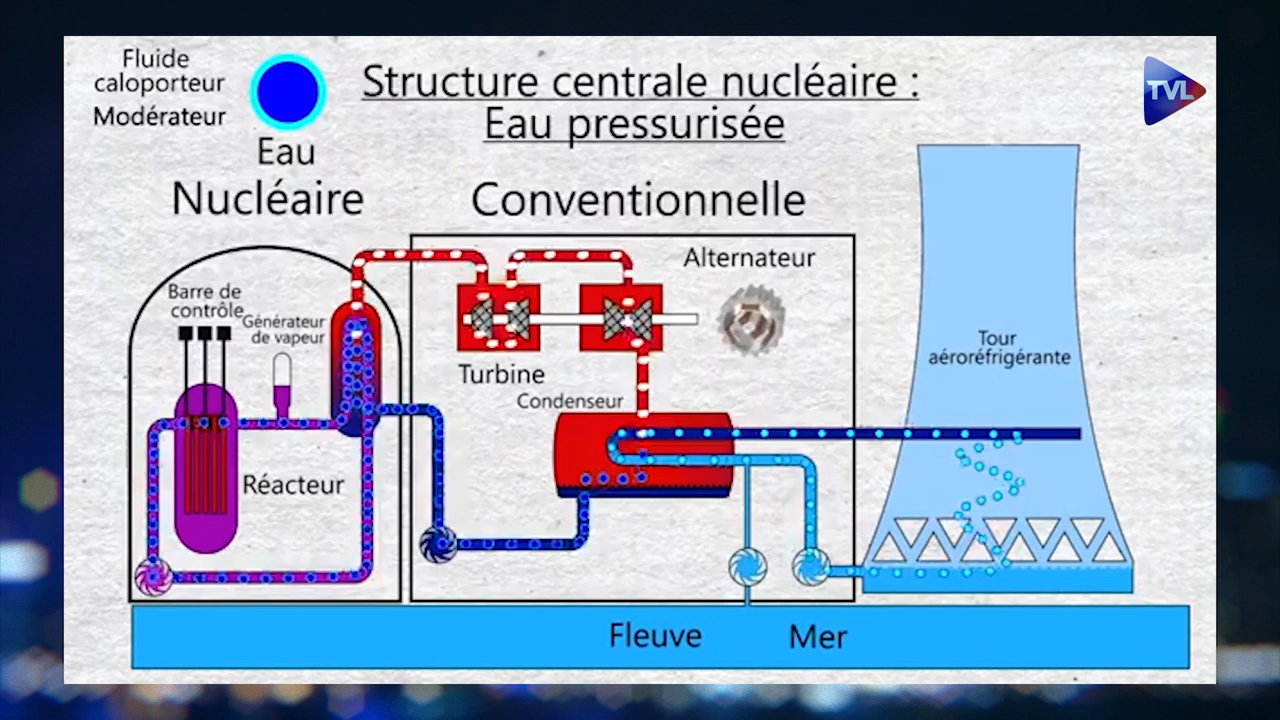 Fluide
caloporteur
Modérateur
Eau
Structure centrale nucléaire :
Eau pressurisée
TVL
Nucléaire
Conventionnelle
Barre de
contrôle
Générateur
de vapeur
Réacteur
Turbine
Condenseur
Alternateur
Tour
aéroréfrigérante
Fleuve
Mer